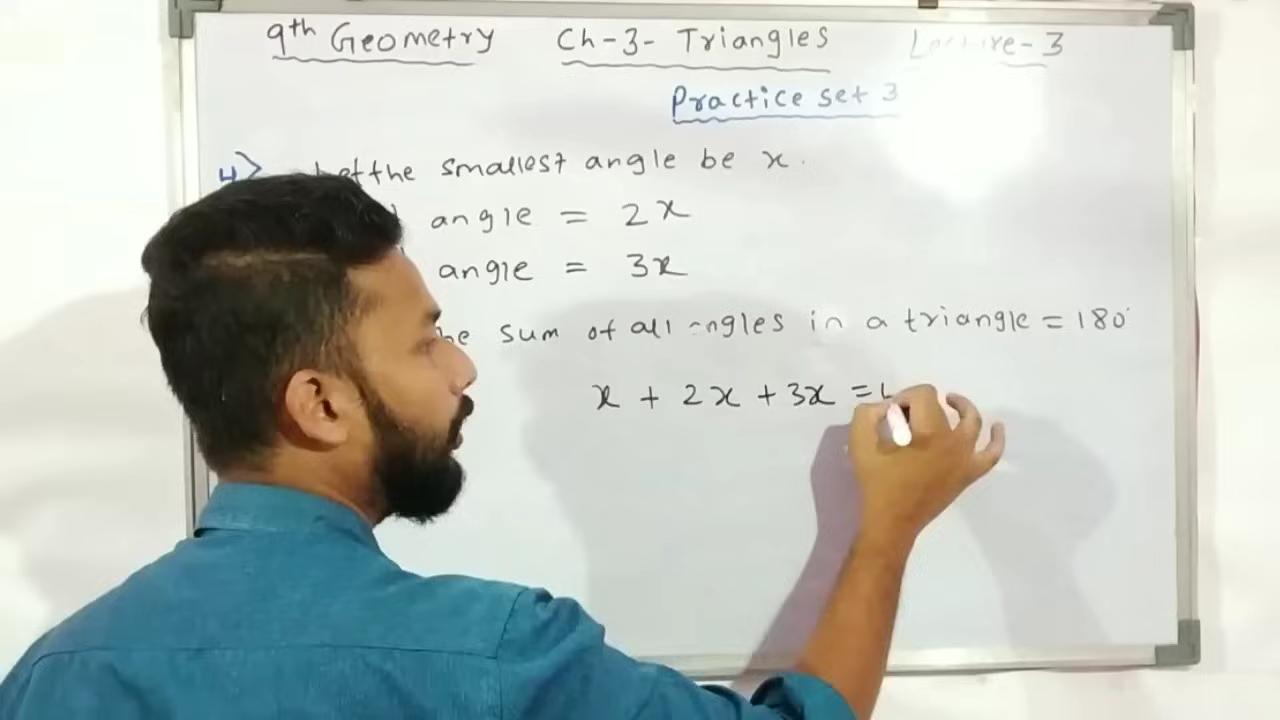 9th Geometry Ch-3- Triangles Lecture-3
Practice set 3
4> Let the smallest angle be x.
angle = 2x
angle = 3x
sum of all angles in a triangle = 180°
x + 2x + 3x =